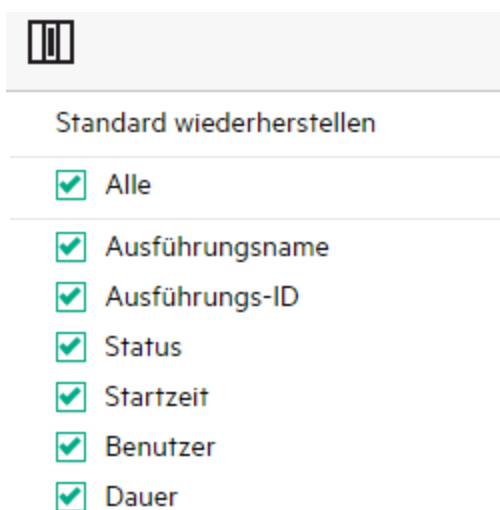 Standard wiederherstellen
Alle
Ausführungsname
Ausführungs-ID
Status
Startzeit
Benutzer
Dauer